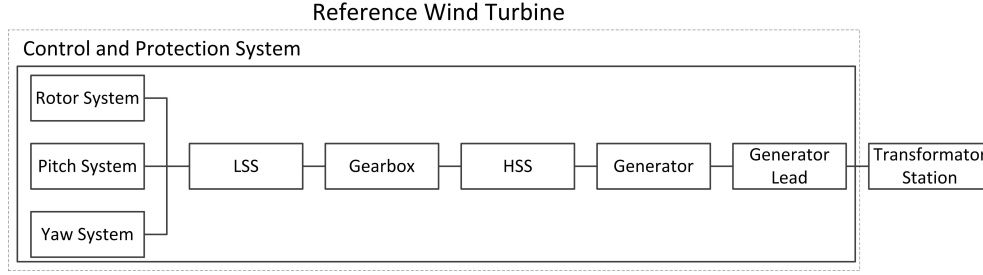 Reference Wind Turbine
Control and Protection System
Rotor System
Pitch System
LSS
Gearbox
HSS
Generator
Generator
Lead
Transformator
Station
Yaw System